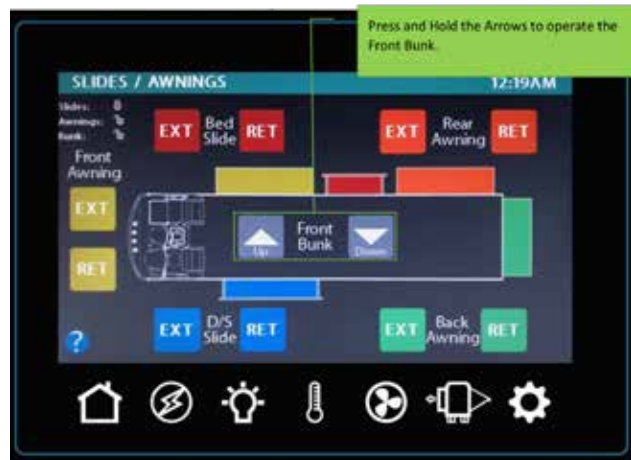 Press and Hold the Arrows to operate the
Front Bunk.
SLIDES / AWNINGS 12:19AM
Slides:
Awnings:
Bunk:
EXT Bed Slide RET
EXT Rear Awning RET
Front
Awning
EXT
RET
Up
Front
Bunk
Down
EXT D/S Slide RET
EXT Back Awning RET
?